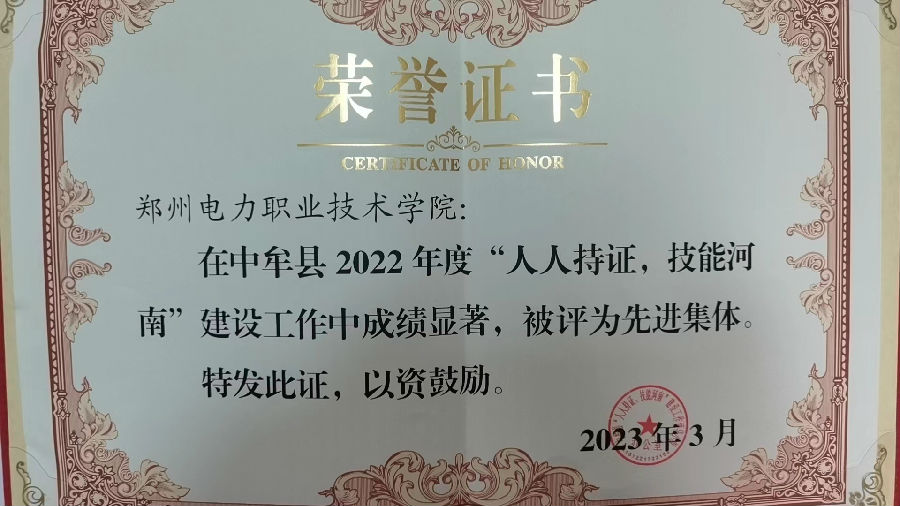 荣誉证书
CERTIFICATE OF HONOR
郑州电力职业技术学院：
在中牟县2022年度“人人持证，技能河
南”建设工作中成绩显著，被评为先进集体。
特发此证，以资鼓励。
2023年3月